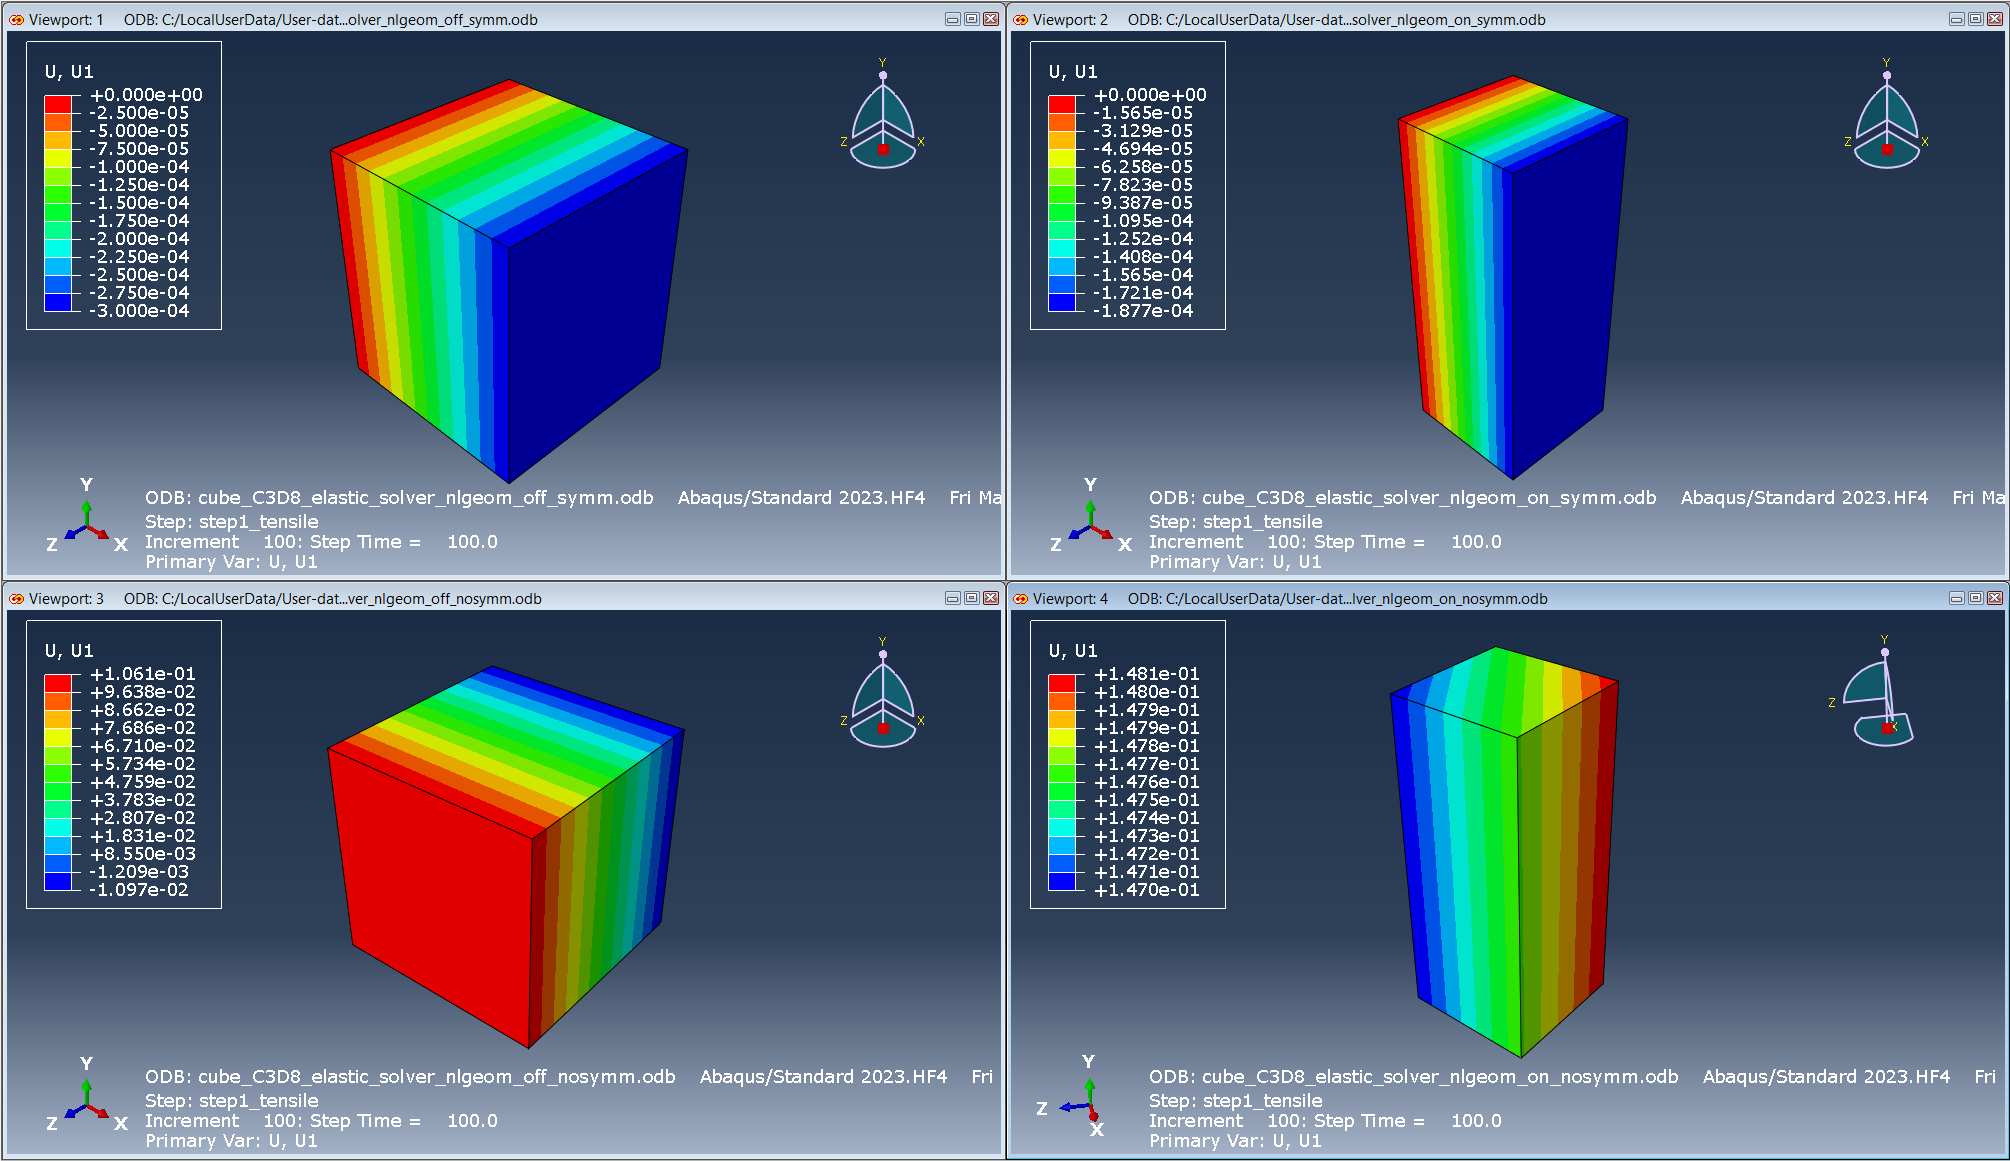 Viewport: 1 ODB: C:/LocalUserData/User-dat...olver_nlgeom_off_symm.odb
U, U1
+0.000e+00
-2.500e-05
-5.000e-05
-7.500e-05
-1.000e-04
-1.250e-04
-1.500e-04
-1.750e-04
-2.000e-04
-2.250e-04
-2.500e-04
-2.750e-04
-3.000e-04
Y
Z
X
Y
Z
X
ODB: cube_C3D8_elastic_solver_nlgeom_off_symm.odb Abaqus/Standard 2023.HF4 Fri Ma
Step: step1_tensile
Increment 100: Step Time = 100.0
Primary Var: U, U1
Viewport: 2 ODB: C:/LocalUserData/User-dat...solver_nlgeom_on_symm.odb
U, U1
+0.000e+00
-1.565e-05
-3.129e-05
-4.694e-05
-6.258e-05
-7.823e-05
-9.387e-05
-1.095e-04
-1.252e-04
-1.408e-04
-1.565e-04
-1.721e-04
-1.877e-04
Y
Z
X
Y
Z
X
ODB: cube_C3D8_elastic_solver_nlgeom_on_symm.odb Abaqus/Standard 2023.HF4 Fri Ma
Step: step1_tensile
Increment 100: Step Time = 100.0
Primary Var: U, U1
Viewport: 3 ODB: C:/LocalUserData/User-dat...ver_nlgeom_off_nosymm.odb
U, U1
+1.061e-01
+9.638e-02
+8.662e-02
+7.686e-02
+6.710e-02
+5.734e-02
+4.759e-02
+3.783e-02
+2.807e-02
+1.831e-02
+8.550e-03
-1.209e-03
-1.097e-02
Y
Z
X
Y
Z
X
ODB: cube_C3D8_elastic_solver_nlgeom_off_nosymm.odb Abaqus/Standard 2023.HF4 Fri
Step: step1_tensile
Increment 100: Step Time = 100.0
Primary Var: U, U1
Viewport: 4 ODB: C:/LocalUserData/User-dat...lver_nlgeom_on_nosymm.odb
U, U1
+1.481e-01
+1.480e-01
+1.479e-01
+1.479e-01
+1.478e-01
+1.477e-01
+1.476e-01
+1.475e-01
+1.474e-01
+1.473e-01
+1.472e-01
+1.471e-01
+1.470e-01
Y
Z
X
Y
Z
X
ODB: cube_C3D8_elastic_solver_nlgeom_on_nosymm.odb Abaqus/Standard 2023.HF4 Fri
Step: step1_tensile
Increment 100: Step Time = 100.0
Primary Var: U, U1